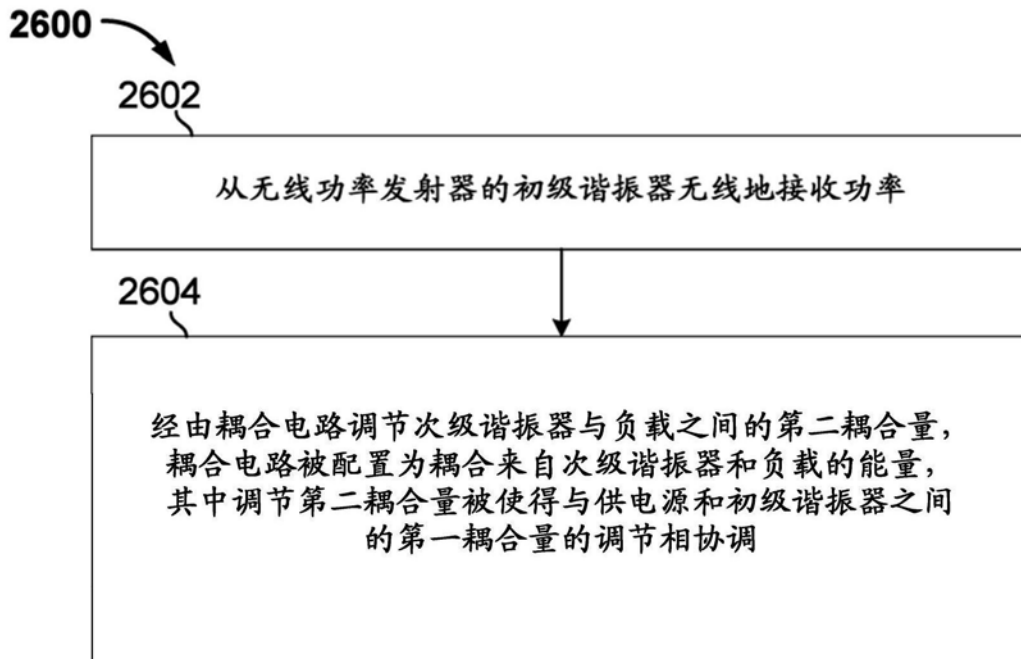 2600
2602
从无线功率发射器的初级谐振器无线地接收功率
2604
经由耦合电路调节次级谐振器与负载之间的第二耦合量，
耦合电路被配置为耦合来自次级谐振器和负载的能量，
其中调节第二耦合量被使得与供电源和初级谐振器之间
的第一耦合量的调节相协调